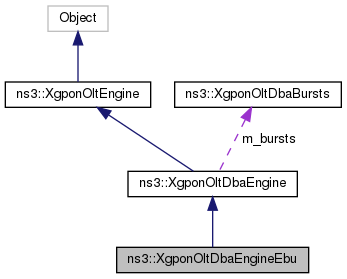 Object
ns3::XgponOltEngine
ns3::XgponOltDbaBursts
m_bursts
ns3::XgponOltDbaEngine
ns3::XgponOltDbaEngineEbu